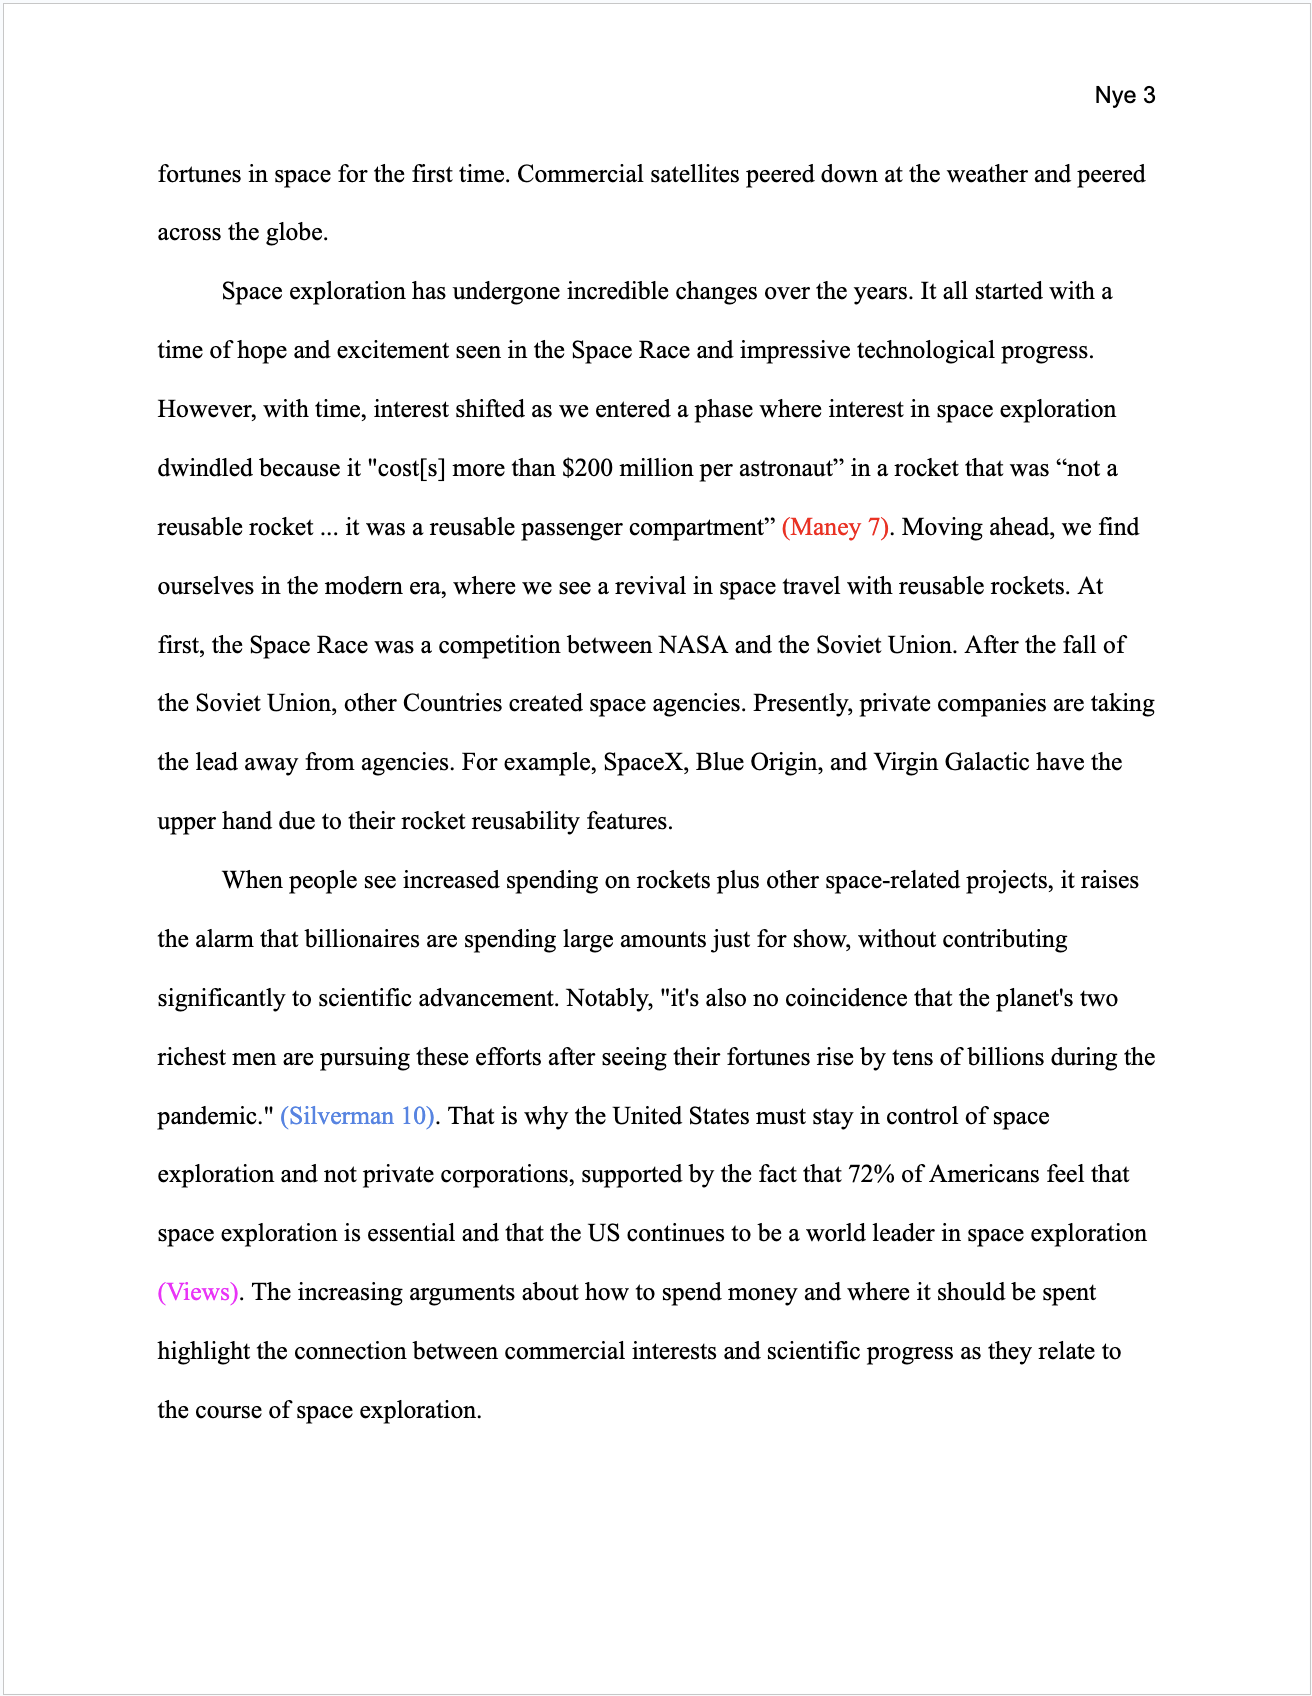 Nye 3
fortunes in space for the first time. Commercial satellites peered down at the weather and peered
across the globe.
Space exploration has undergone incredible changes over the years. It all started with a
time of hope and excitement seen in the Space Race and impressive technological progress.
However, with time, interest shifted as we entered a phase where interest in space exploration
dwindled because it "cost[s] more than $200 million per astronaut” in a rocket that was “not a
reusable rocket ... it was a reusable passenger compartment” (Maney 7). Moving ahead, we find
ourselves in the modern era, where we see a revival in space travel with reusable rockets. At
first, the Space Race was a competition between NASA and the Soviet Union. After the fall of
the Soviet Union, other Countries created space agencies. Presently, private companies are taking
the lead away from agencies. For example, SpaceX, Blue Origin, and Virgin Galactic have the
upper hand due to their rocket reusability features.
When people see increased spending on rockets plus other space-related projects, it raises
the alarm that billionaires are spending large amounts just for show, without contributing
significantly to scientific advancement. Notably, "it's also no coincidence that the planet's two
richest men are pursuing these efforts after seeing their fortunes rise by tens of billions during the
pandemic." (Silverman 10). That is why the United States must stay in control of space
exploration and not private corporations, supported by the fact that 72% of Americans feel that
space exploration is essential and that the US continues to be a world leader in space exploration
(Views). The increasing arguments about how to spend money and where it should be spent
highlight the connection between commercial interests and scientific progress as they relate to
the course of space exploration.